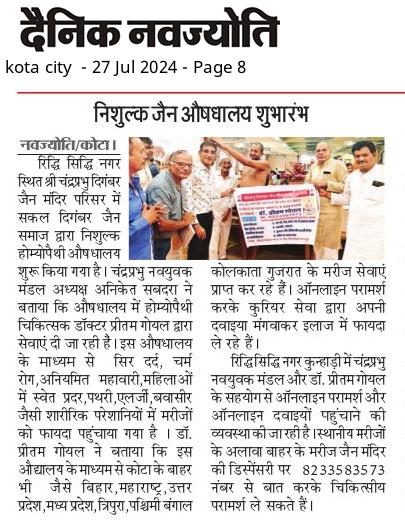 दैनिक नवज्योति
kota city - 27 Jul 2024 - Page 8
निशुल्क जैन औषधालय शुभारंभ
नवज्योति/कोटा।
रिद्धि सिद्धि नगर
स्थित श्री चंद्रप्रभु दिगंबर
जैन मंदिर परिसर में
सकल दिगंबर जैन
समाज द्वारा निशुल्क
होम्योपैथी औषधालय
शुरू किया गया है। चंद्रप्रभु नवयुवक
मंडल अध्यक्ष अनिकेत सबदरा ने
बताया कि औषधालय में होम्योपैथी
चिकित्सक डॉक्टर प्रीतम गोयल द्वारा
सेवाएं दी जा रही है। इस औषधालय
के माध्यम से सिर दर्द, चर्म
रोग,अनियमित महावारी,महिलाओं
में स्वेत प्रदर,पथरी,एलर्जी,बवासीर
जैसी शारीरिक परेशानियों में मरीजों
को फायदा पहुंचाया गया है । डॉ.
प्रीतम गोयल ने बताया कि इस
औद्यालय के माध्यम से कोटा के बाहर
भी जैसे बिहार,महाराष्ट्र,उत्तर
प्रदेश,मध्य प्रदेश,त्रिपुरा,पश्चिमी बंगाल
कोलकाता गुजरात के मरीज सेवाएं
प्राप्त कर रहे हैं। ऑनलाइन परामर्श
करके कुरियर सेवा द्वारा अपनी
दवाइया मंगवाकर इलाज में फायदा
ले रहे हैं।
रिद्धि सिद्धि नगर कुन्हाड़ी में चंद्रप्रभु
नवयुवक मंडल और डॉ. प्रीतम गोयल
के सहयोग से ऑनलाइन परामर्श और
ऑनलाइन दवाइयों पहुंचाने की
व्यवस्था की जा रही है। स्थानीय मरीजों
के अलावा बाहर के मरीज जैन मंदिर
की डिस्पेंसरी पर 8233583573
नंबर से बात करके चिकित्सीय
परामर्श ले सकते हैं।
डॉ. प्रीतम गोयल